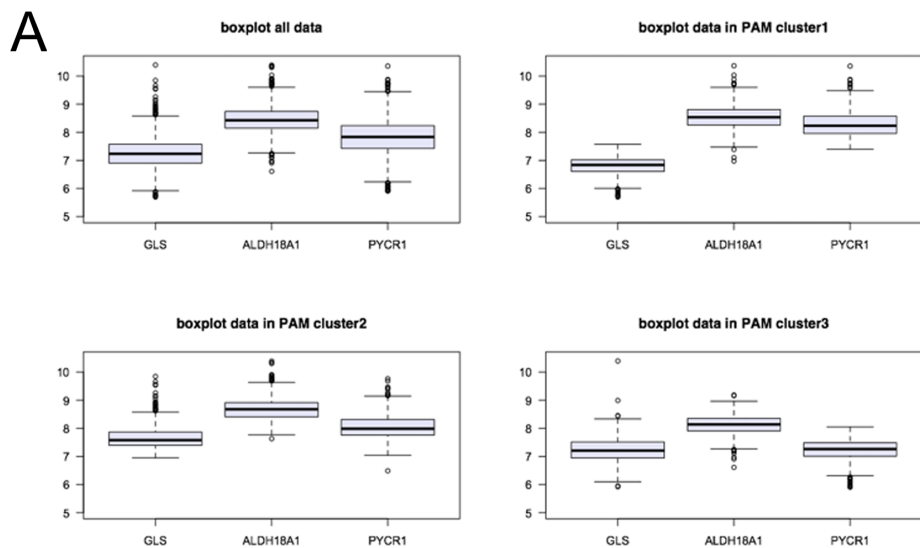 A
boxplot all data
10
9
8
7
6
5
GLS ALDH18A1 PYCR1
boxplot data in PAM cluster1
10
9
8
7
6
5
GLS ALDH18A1 PYCR1
boxplot data in PAM cluster2
10
9
8
7
6
5
GLS ALDH18A1 PYCR1
boxplot data in PAM cluster3
10
9
8
7
6
5
GLS ALDH18A1 PYCR1